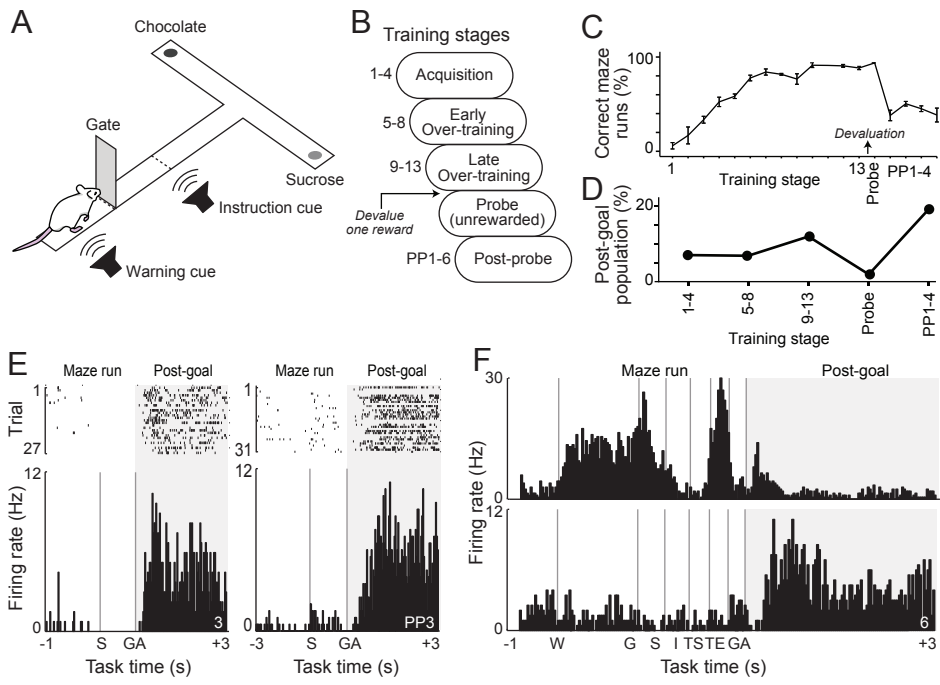 A
Chocolate
Gate
Sucrose
Instruction cue
Warning cue
B
Training stages
1-4
Acquisition
5-8
Early
Over-training
9-13
Late
Over-training
Devalue
one reward
Probe
(unrewarded)
PP1-6
Post-probe
C
Correct maze
runs (%)
100
0
Devaluation
1
13
Probe
PP1-4
Training stage
D
Post-goal
population (%)
20
0
1-4
5-8
9-13
Probe
PP1-4
Training stage
E
Maze run
Post-goal
Trial
1
27
Firing rate (Hz)
12
0
3
-1
S
GA
+3
Task time (s)
Maze run
Post-goal
1
31
12
0
PP3
-3
S
GA
+3
Task time (s)
F
Maze run
Post-goal
Firing rate (Hz)
30
0
12
0
6
-1
W
G
S
I
TS
TE
GA
+3
Task time (s)